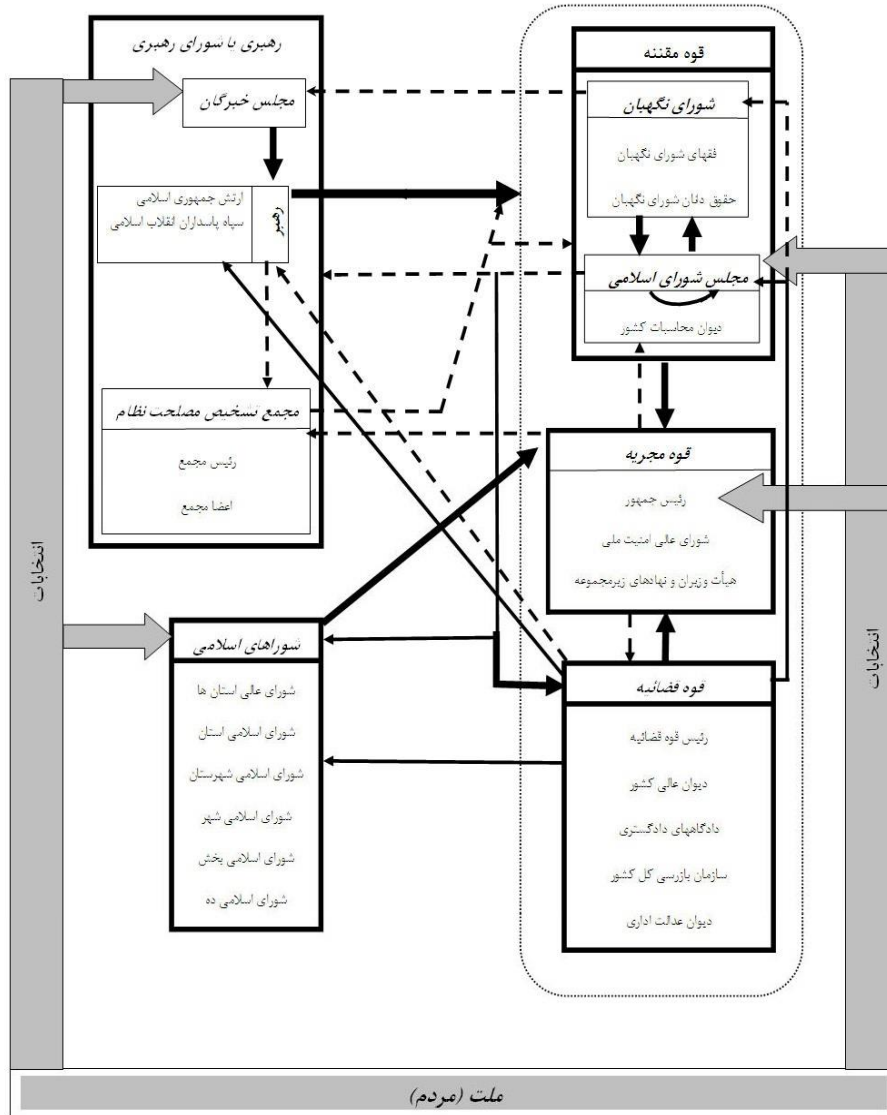 رهبری یا شورای رهبری
مجلس خبرگان
رهبر
ارتش جمهوری اسلامی
سپاه پاسداران انقلاب اسلامی
مجمع تشخیص مصلحت نظام
رئیس مجمع
اعضا مجمع
قوه مقننه
شورای نگهبان
فقهای شورای نگهبان
حقوق دانان شورای نگهبان
مجلس شورای اسلامی
دیوان محاسبات کشور
قوه مجریه
رئیس جمهور
شورای عالی امنیت ملی
هیأت وزیران و نهادهای زیرمجموعه
شوراهای اسلامی
شورای عالی استان ها
شورای اسلامی استان
شورای اسلامی شهرستان
شورای اسلامی شهر
شورای اسلامی بخش
شورای اسلامی ده
قوه قضائیه
رئیس قوه قضائیه
دیوان عالی کشور
دادگاههای دادگستری
سازمان بازرسی کل کشور
دیوان عدالت اداری
انتخابات
انتخابات
ملت (مردم)